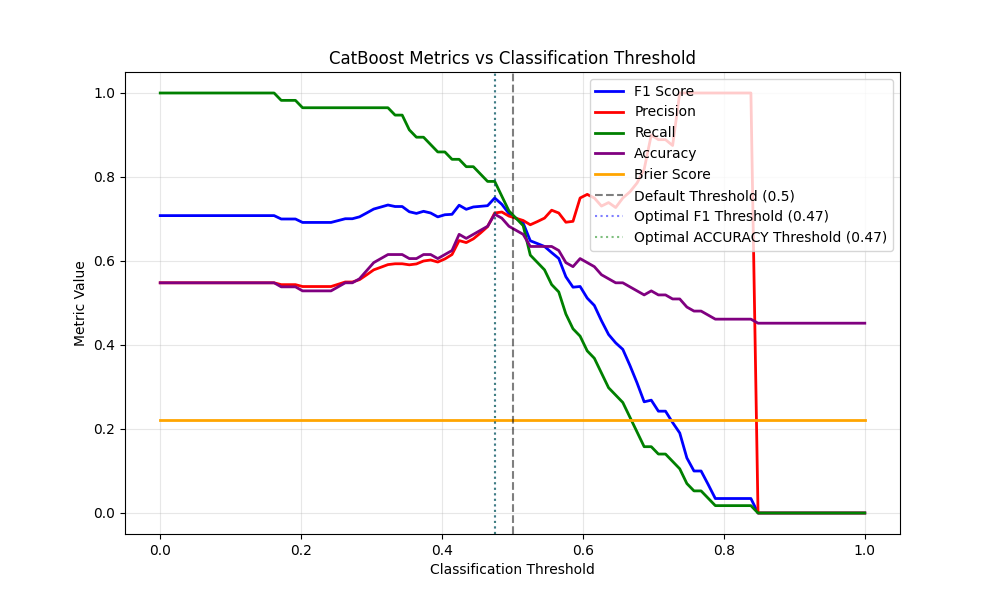 CatBoost Metrics vs Classification Threshold
1.0
0.8
0.6
0.4
0.2
0.0
Metric Value
F1 Score
Precision
Recall
Accuracy
Brier Score
Default Threshold (0.5)
Optimal F1 Threshold (0.47)
Optimal ACCURACY Threshold (0.47)
0.0 0.2 0.4 0.6 0.8 1.0
Classification Threshold